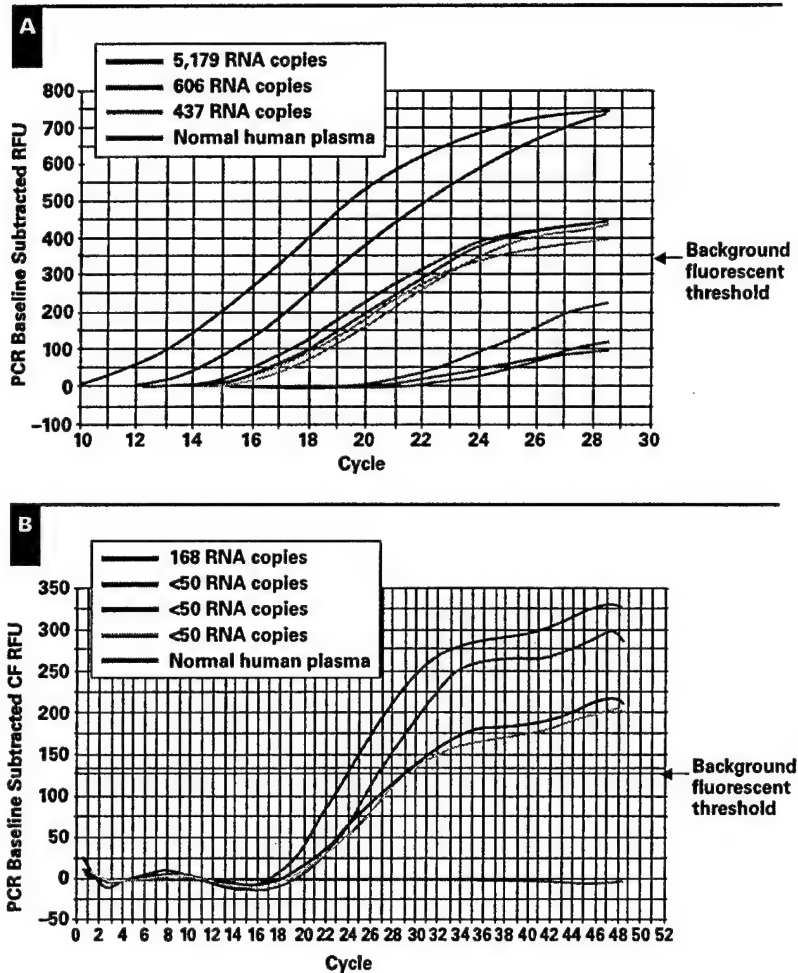 A
5,179 RNA copies
606 RNA copies
437 RNA copies
Normal human plasma
PCR Baseline Subtracted RFU
800
700
600
500
400
300
200
100
0
–100
10 12 14 16 18 20 22 24 26 28 30
Cycle
Background
fluorescent
threshold
B
168 RNA copies
<50 RNA copies
<50 RNA copies
<50 RNA copies
Normal human plasma
PCR Baseline Subtracted CF RFU
350
300
250
200
150
100
50
0
–50
0 2 4 6 8 10 12 14 16 18 20 22 24 26 28 30 32 34 36 38 40 42 44 46 48 50 52
Cycle
Background
fluorescent
threshold